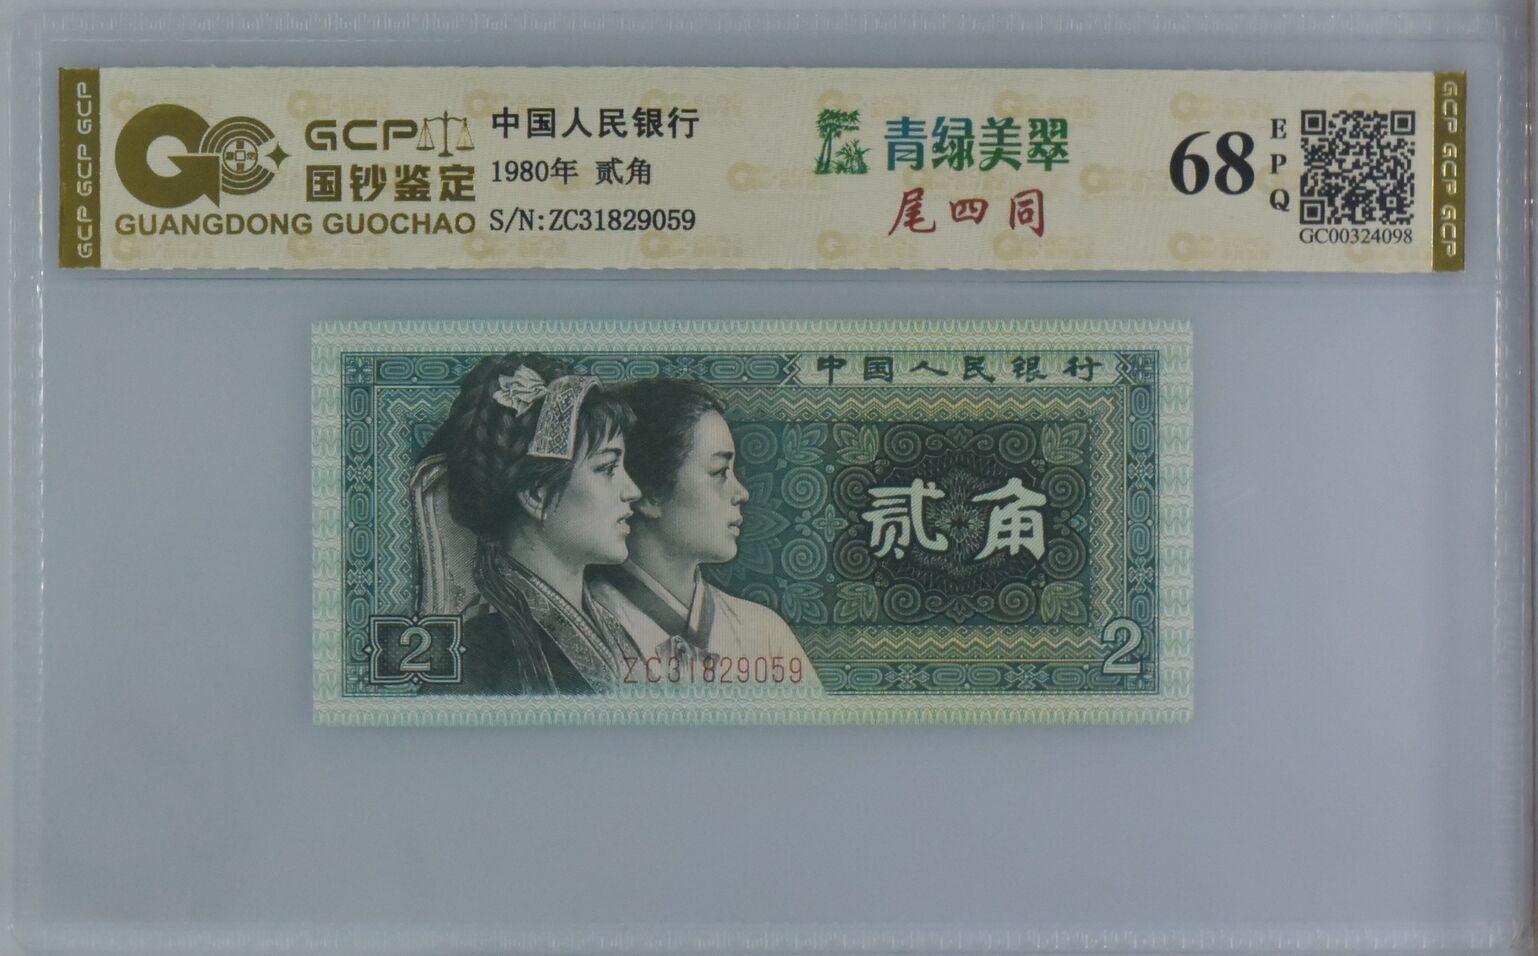 GCP GCP GCP
GCP
国钞鉴定
GUANGDONG GUOCHAO
中国人民银行
1980年 贰角
S/N:ZC31829059
青绿美翠
尾四同
68
EPQ
GC00324098
GCP GCP GCP
中国人民银行
贰角
2
2
ZC31829059